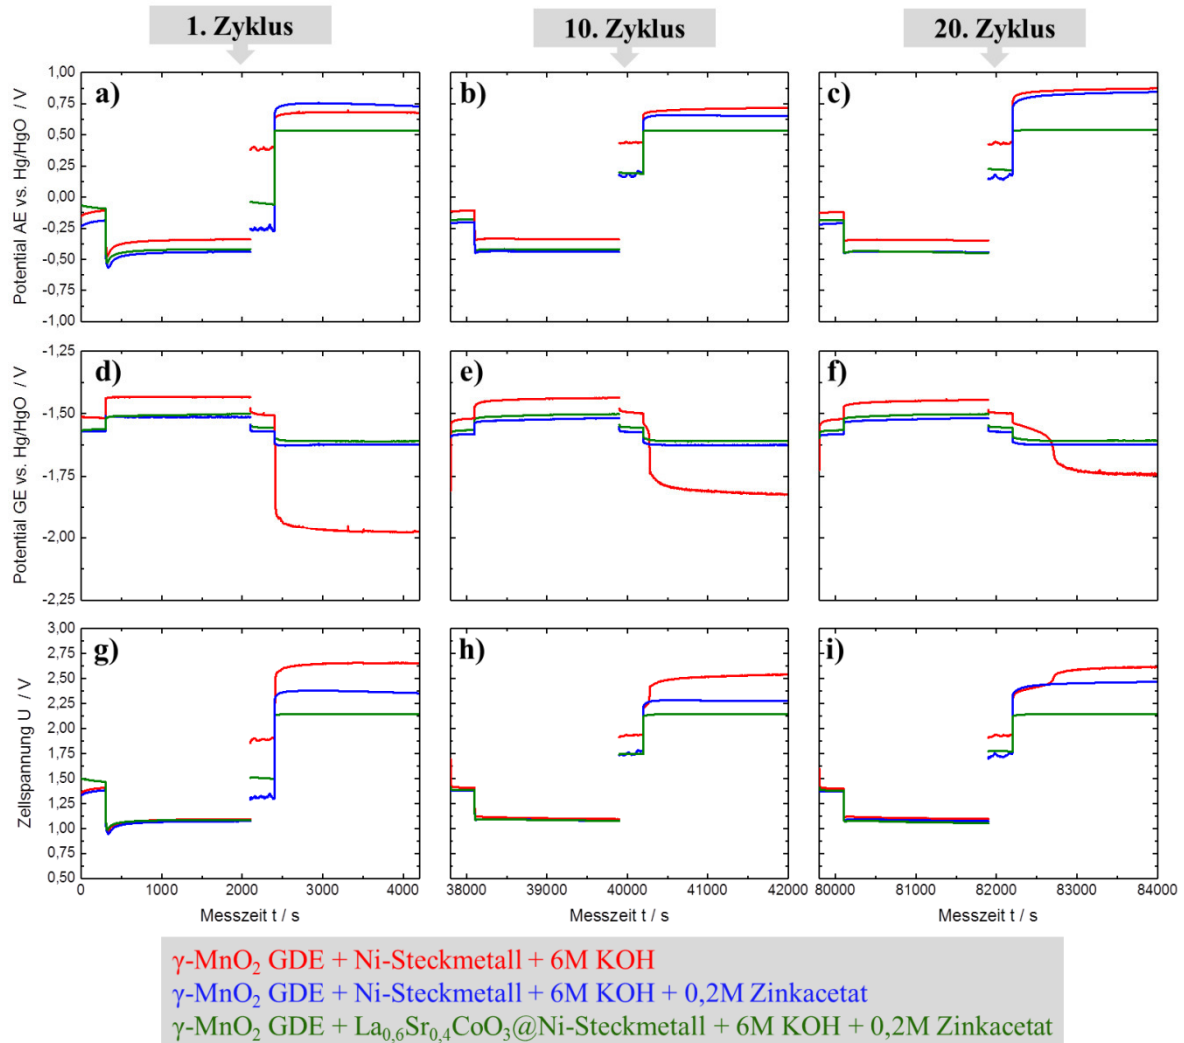 1. Zyklus 10. Zyklus 20. Zyklus
a) b) c)
1,00
0,75
0,50
0,25
0,00
-0,25
-0,50
-0,75
-1,00
Potential AE vs. Hg/HgO / V
d) e) f)
-1,25
-1,50
-1,75
-2,00
-2,25
Potential GE vs. Hg/HgO / V
g) h) i)
3,00
2,75
2,50
2,25
2,00
1,75
1,50
1,25
1,00
0,75
0,50
Zellspannung U / V
0 1000 2000 3000 4000 38000 39000 40000 41000 42000 80000 81000 82000 83000 84000
Messzeit t / s Messzeit t / s Messzeit t / s
γ-MnO₂ GDE + Ni-Steckmetall + 6M KOH
γ-MnO₂ GDE + Ni-Steckmetall + 6M KOH + 0,2M Zinkacetat
γ-MnO₂ GDE + La₀,₆Sr₀,₄CoO₃@Ni-Steckmetall + 6M KOH + 0,2M Zinkacetat